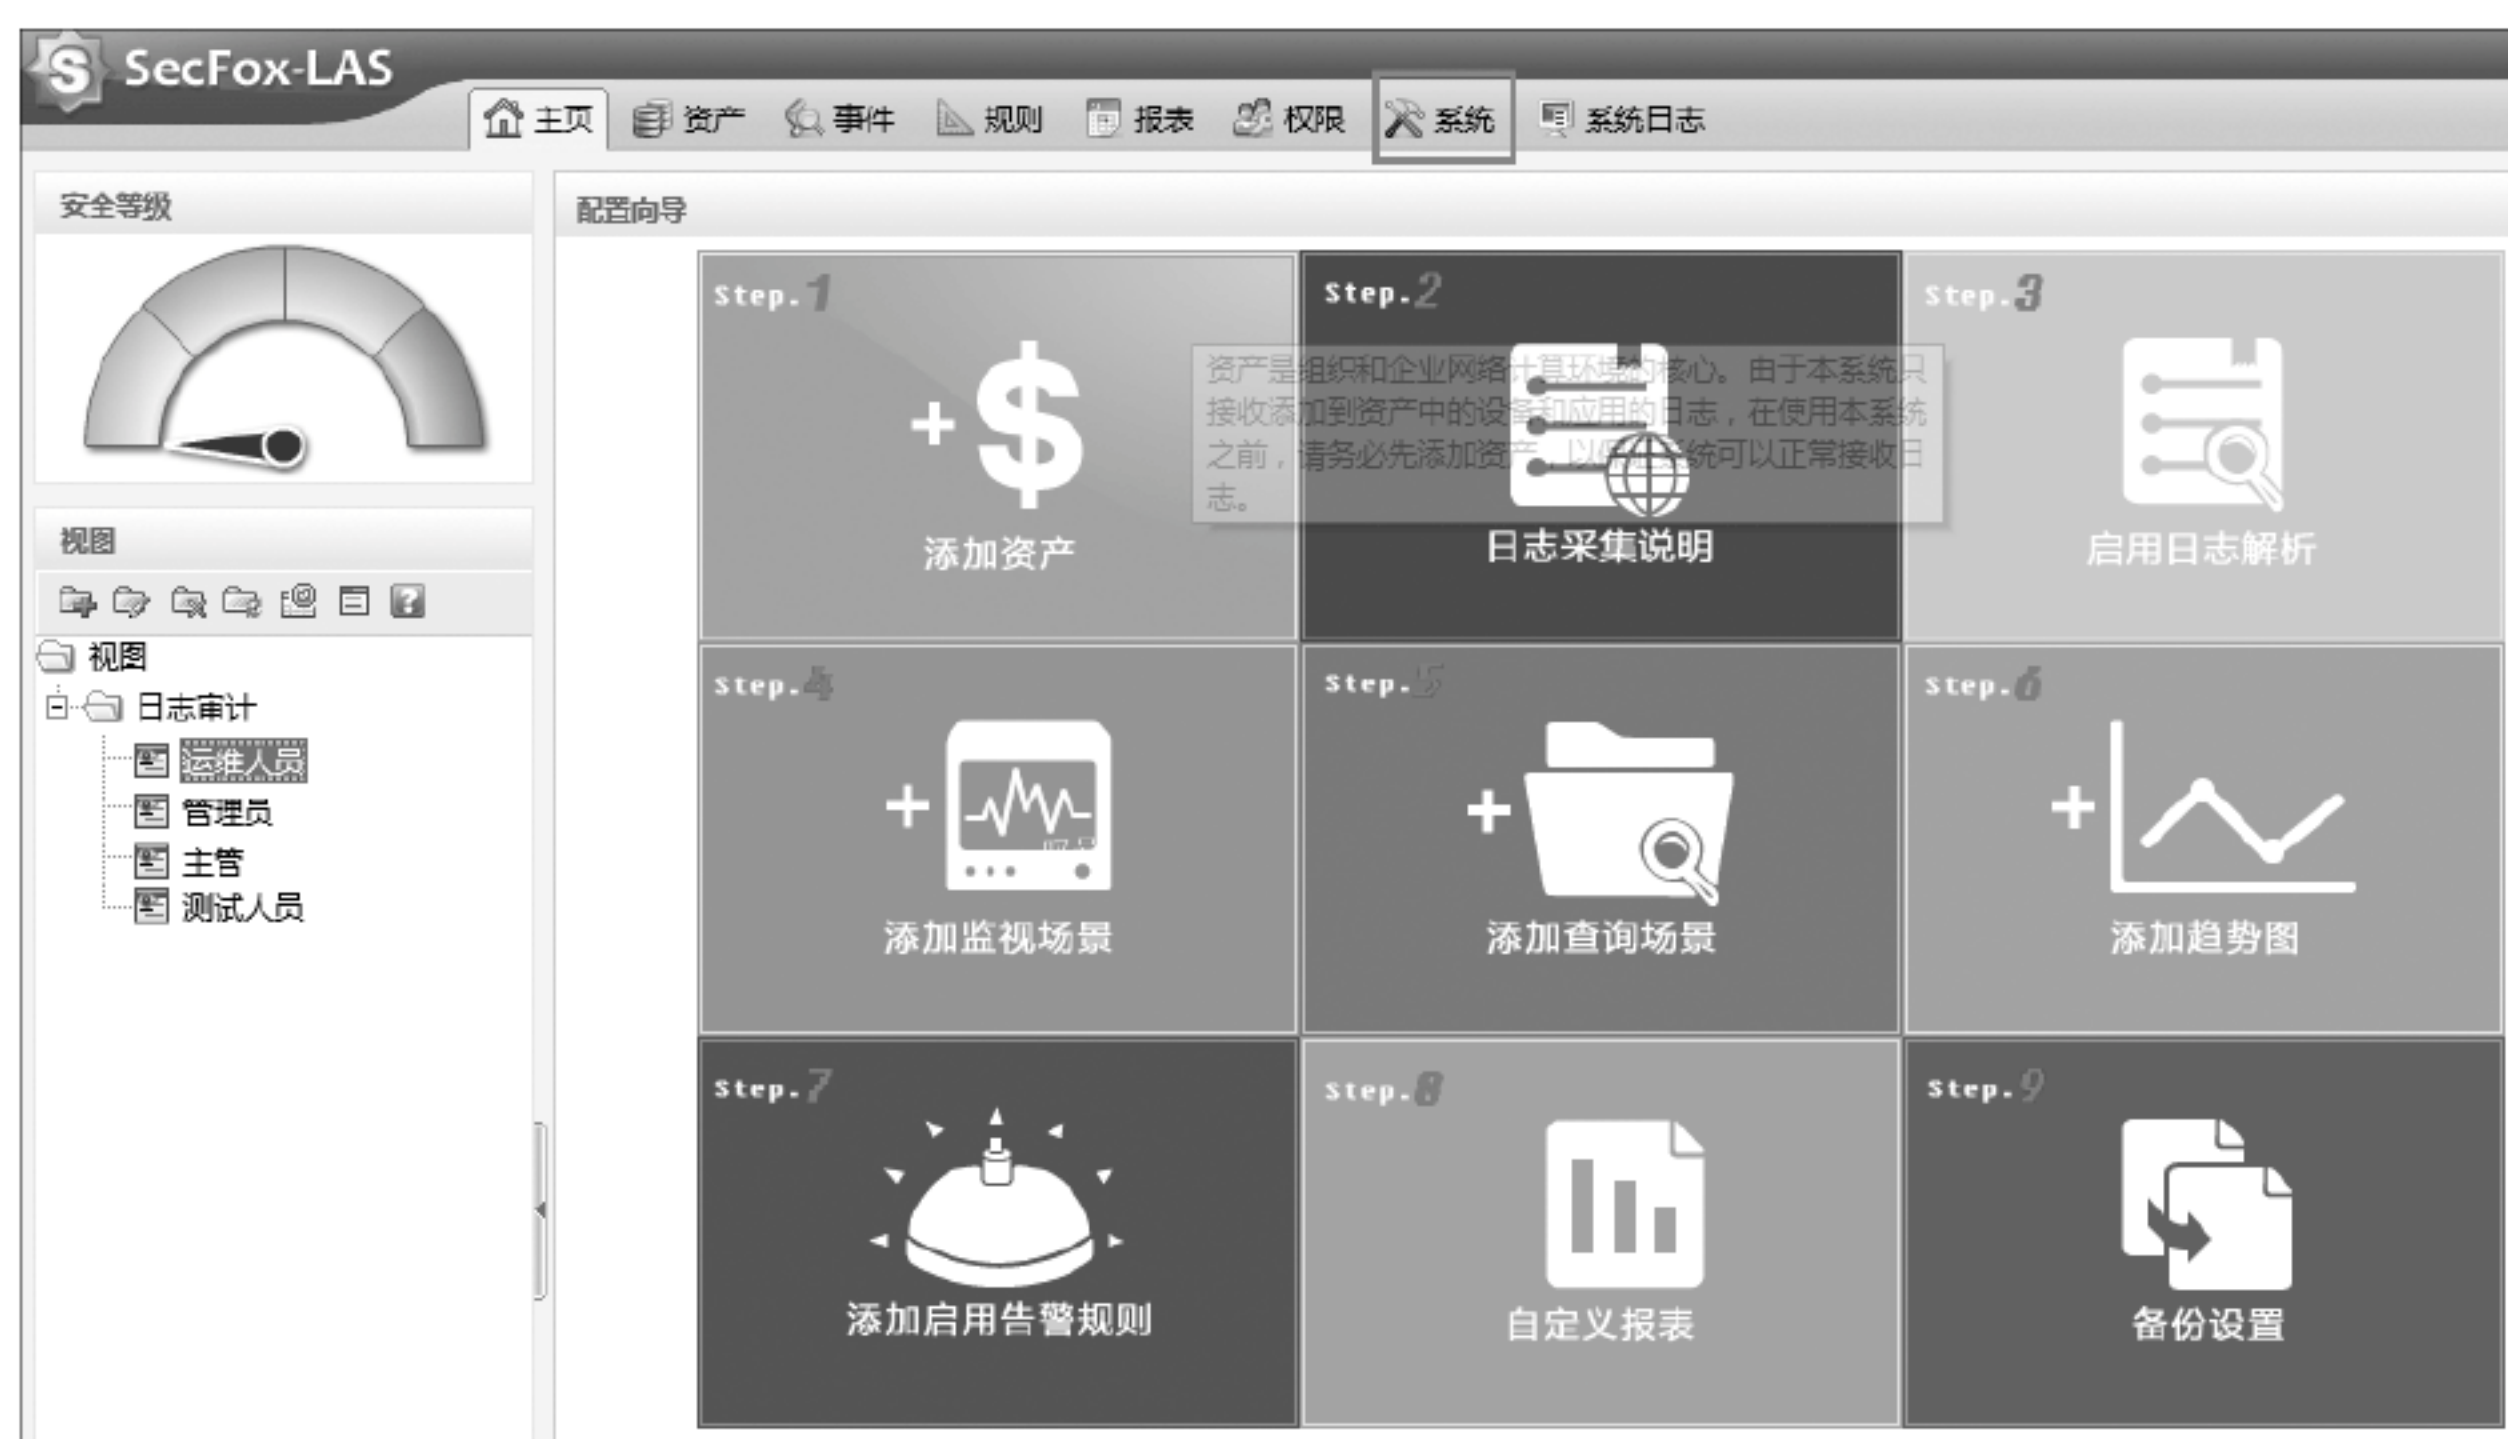 SecFox-LAS
主页 资产 事件 规则 报表 权限 系统 系统日志
安全等级
配置向导
Step.1
添加资产
Step.2
日志采集说明
Step.3
启用日志解析
资产是组织和企业网络计算环境的核心。由于本系统只
接收添加到资产中的设备和应用的日志，在使用本系统
之前，请务必先添加资产，以保证系统可以正常接收日
志。
视图
视图
日志审计
运维人员
管理员
主管
测试人员
Step.4
添加监视场景
Step.5
添加查询场景
Step.6
添加趋势图
Step.7
添加启用告警规则
Step.8
自定义报表
Step.9
备份设置